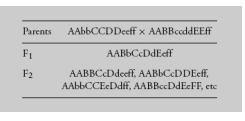 Parents AAbbCCDDeeff × AABBccddEEff
F1 AABbCcDdEeff
F2 AABBCcDdeeff, AAbbCcDDEeff,
AAbbCCEeDdff, AABBccDdEeFF, etc